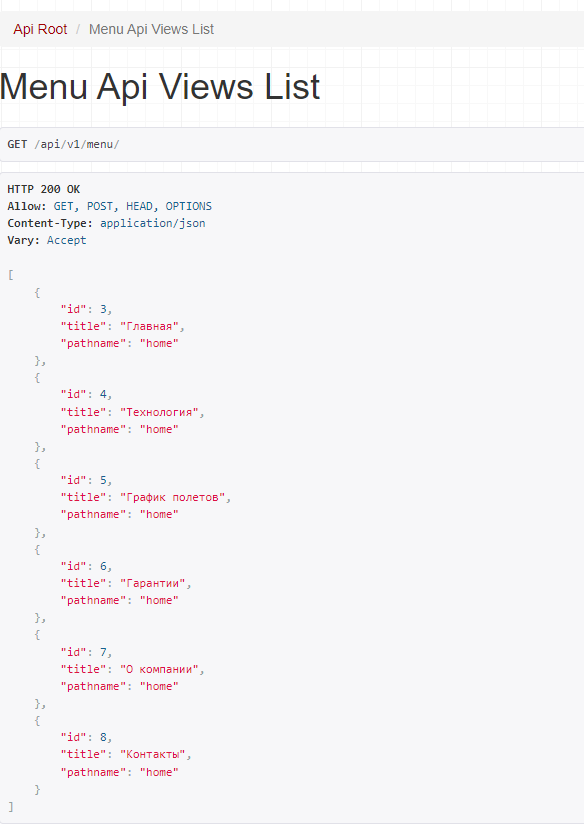 Api Root / Menu Api Views List
Menu Api Views List
GET /api/v1/menu/
HTTP 200 OK
Allow: GET, POST, HEAD, OPTIONS
Content-Type: application/json
Vary: Accept
[
    {
        "id": 3,
        "title": "Главная",
        "pathname": "home"
    },
    {
        "id": 4,
        "title": "Технология",
        "pathname": "home"
    },
    {
        "id": 5,
        "title": "График полетов",
        "pathname": "home"
    },
    {
        "id": 6,
        "title": "Гарантии",
        "pathname": "home"
    },
    {
        "id": 7,
        "title": "О компании",
        "pathname": "home"
    },
    {
        "id": 8,
        "title": "Контакты",
        "pathname": "home"
    }
]